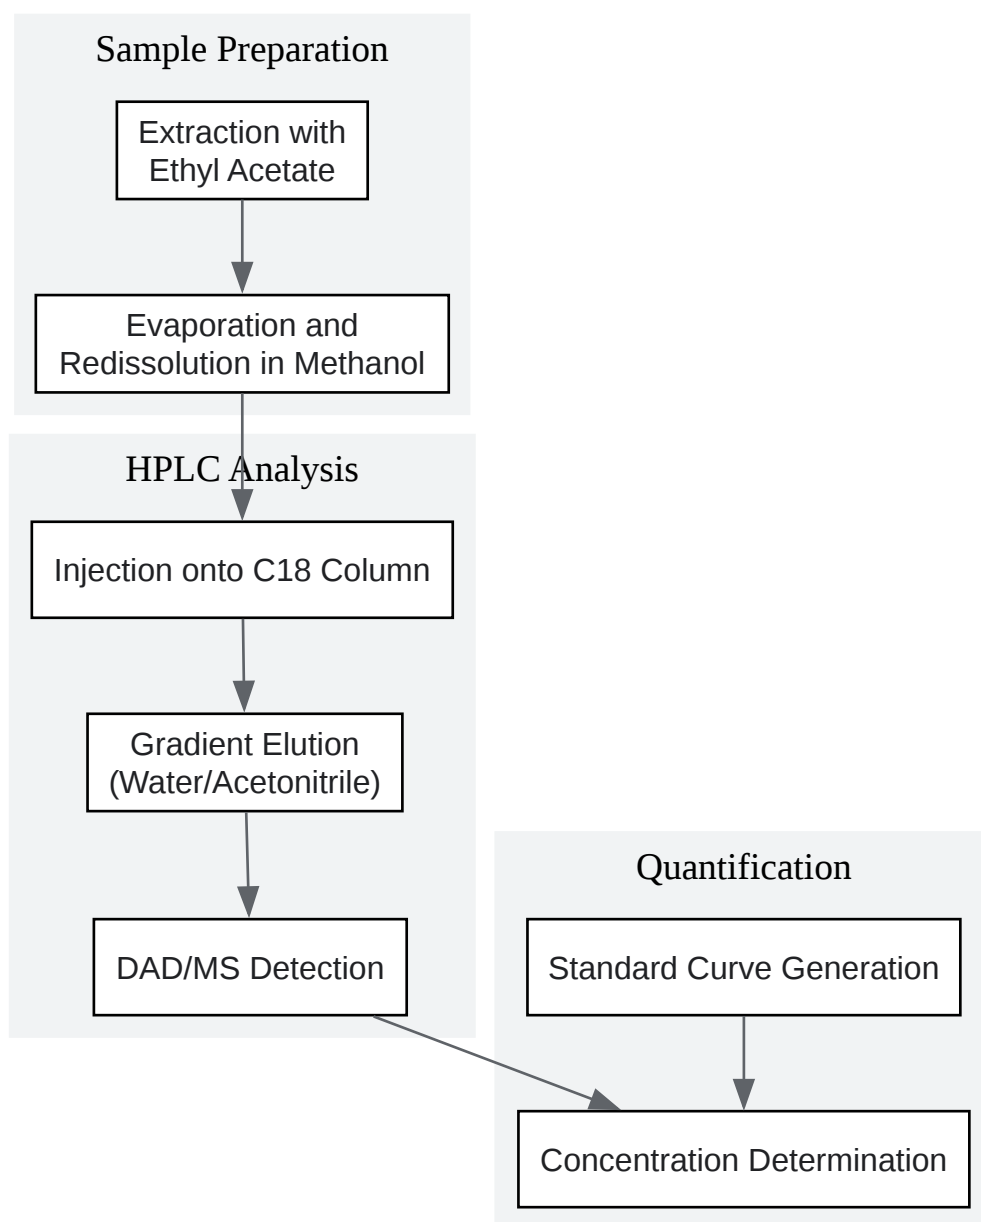 Sample Preparation
Extraction with
Ethyl Acetate
Evaporation and
Redissolution in Methanol
HPLC Analysis
Injection onto C18 Column
Gradient Elution
(Water/Acetonitrile)
DAD/MS Detection
Quantification
Standard Curve Generation
Concentration Determination